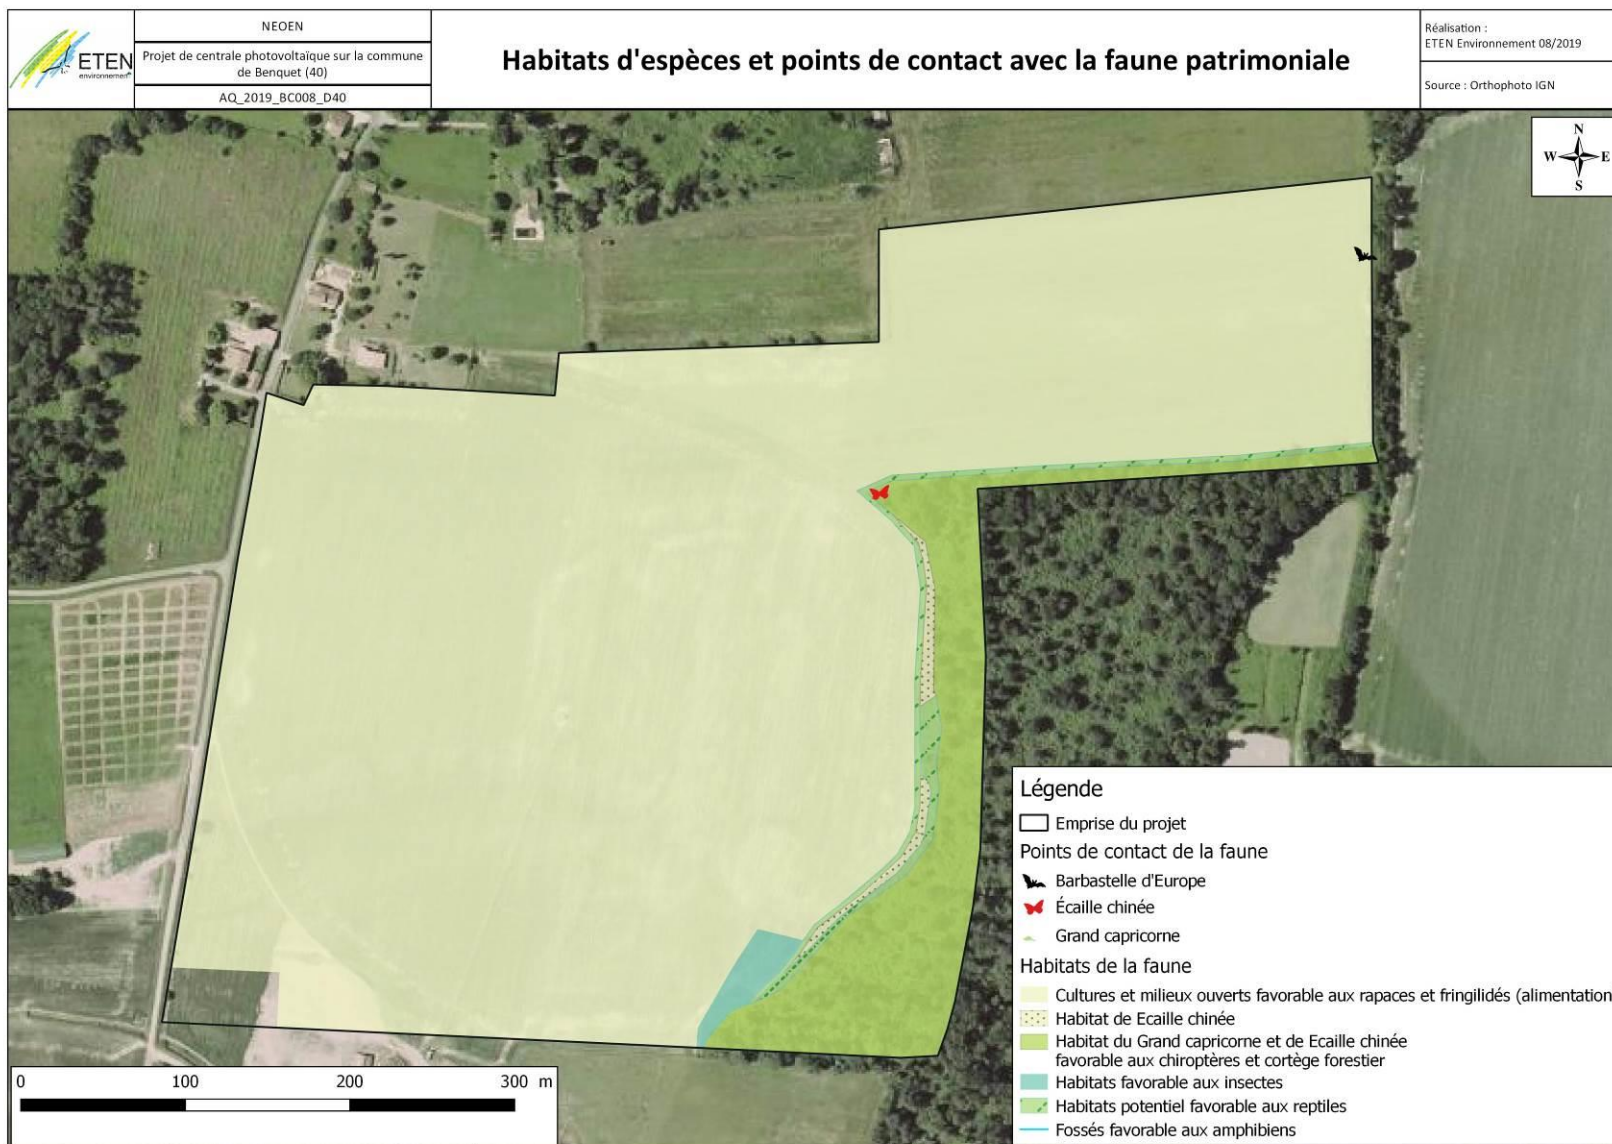 ETEN
environnement
NEOEN
Projet de centrale photovoltaïque sur la commune
de Benquet (40)
AQ_2019_BC008_D40
Habitats d'espèces et points de contact avec la faune patrimoniale
Réalisation :
ETEN Environnement 08/2019
Source : Orthophoto IGN
N
W E
S
Légende
Emprise du projet
Points de contact de la faune
Barbastelle d'Europe
Écaille chinée
Grand capricorne
Habitats de la faune
Cultures et milieux ouverts favorable aux rapaces et fringilidés (alimentation
Habitat de Ecaille chinée
Habitat du Grand capricorne et de Ecaille chinée
favorable aux chiroptères et cortège forestier
Habitats favorable aux insectes
Habitats potentiel favorable aux reptiles
Fossés favorable aux amphibiens
0 100 200 300 m